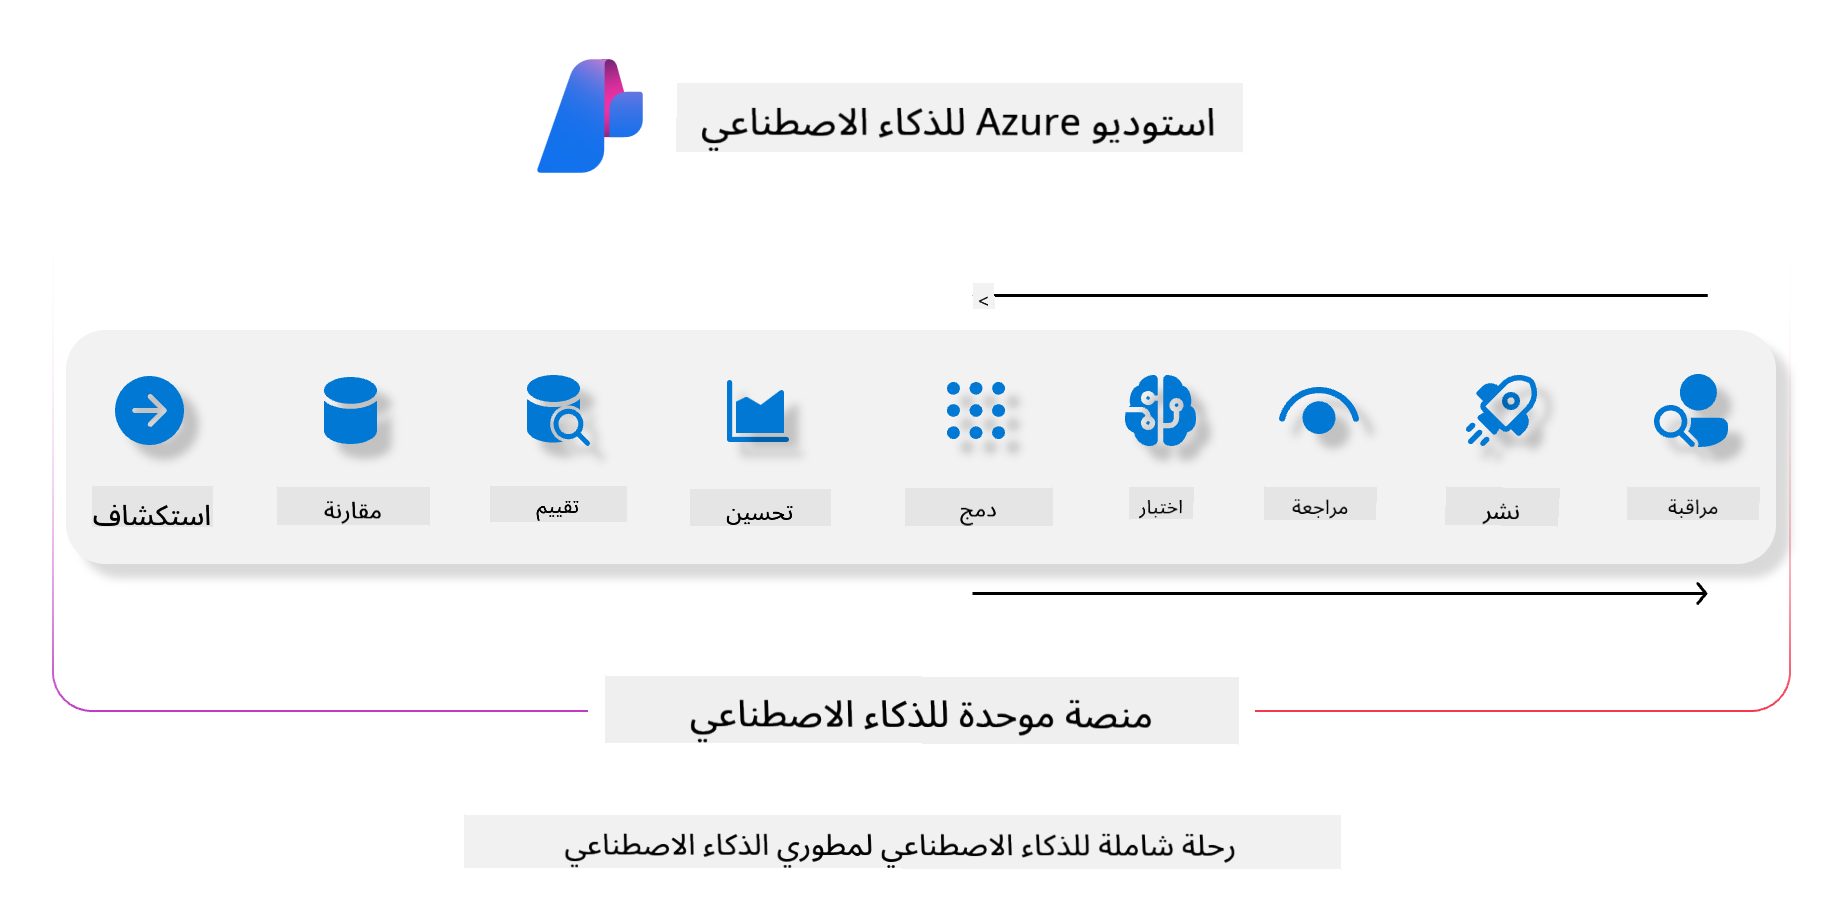 استوديو Azure للذكاء الاصطناعي
>
استكشاف
مقارنة
تقييم
تحسين
دمج
اختبار
مراجعة
نشر
مراقبة
منصة موحدة للذكاء الاصطناعي
رحلة شاملة للذكاء الاصطناعي لمطوري الذكاء الاصطناعي